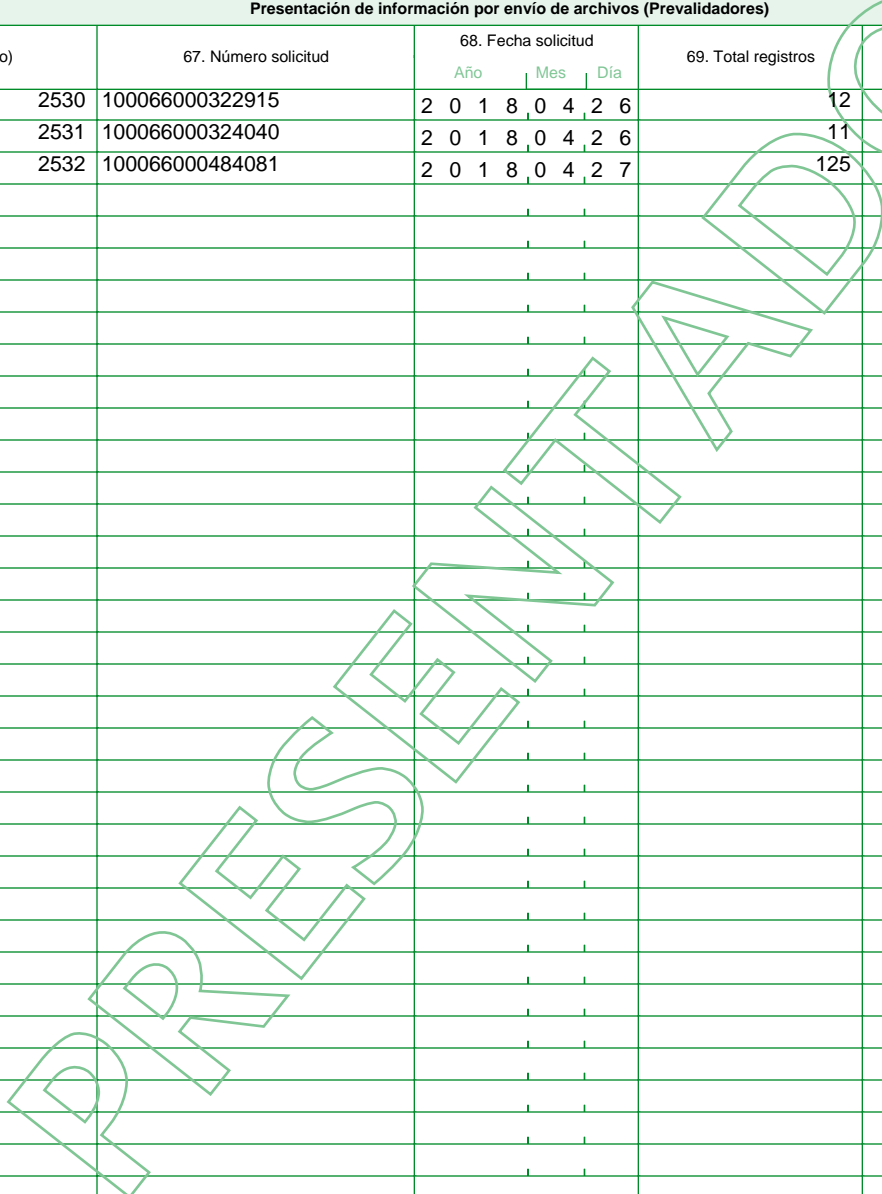 Presentación de información por envío de archivos (Prevalidadores)
o) 67. Número solicitud 68. Fecha solicitud 69. Total registros
Año Mes Día
2530 100066000322915 2 0 1 8 0 4 2 6 12
2531 100066000324040 2 0 1 8 0 4 2 6 11
2532 100066000484081 2 0 1 8 0 4 2 7 125
PRESENTADO